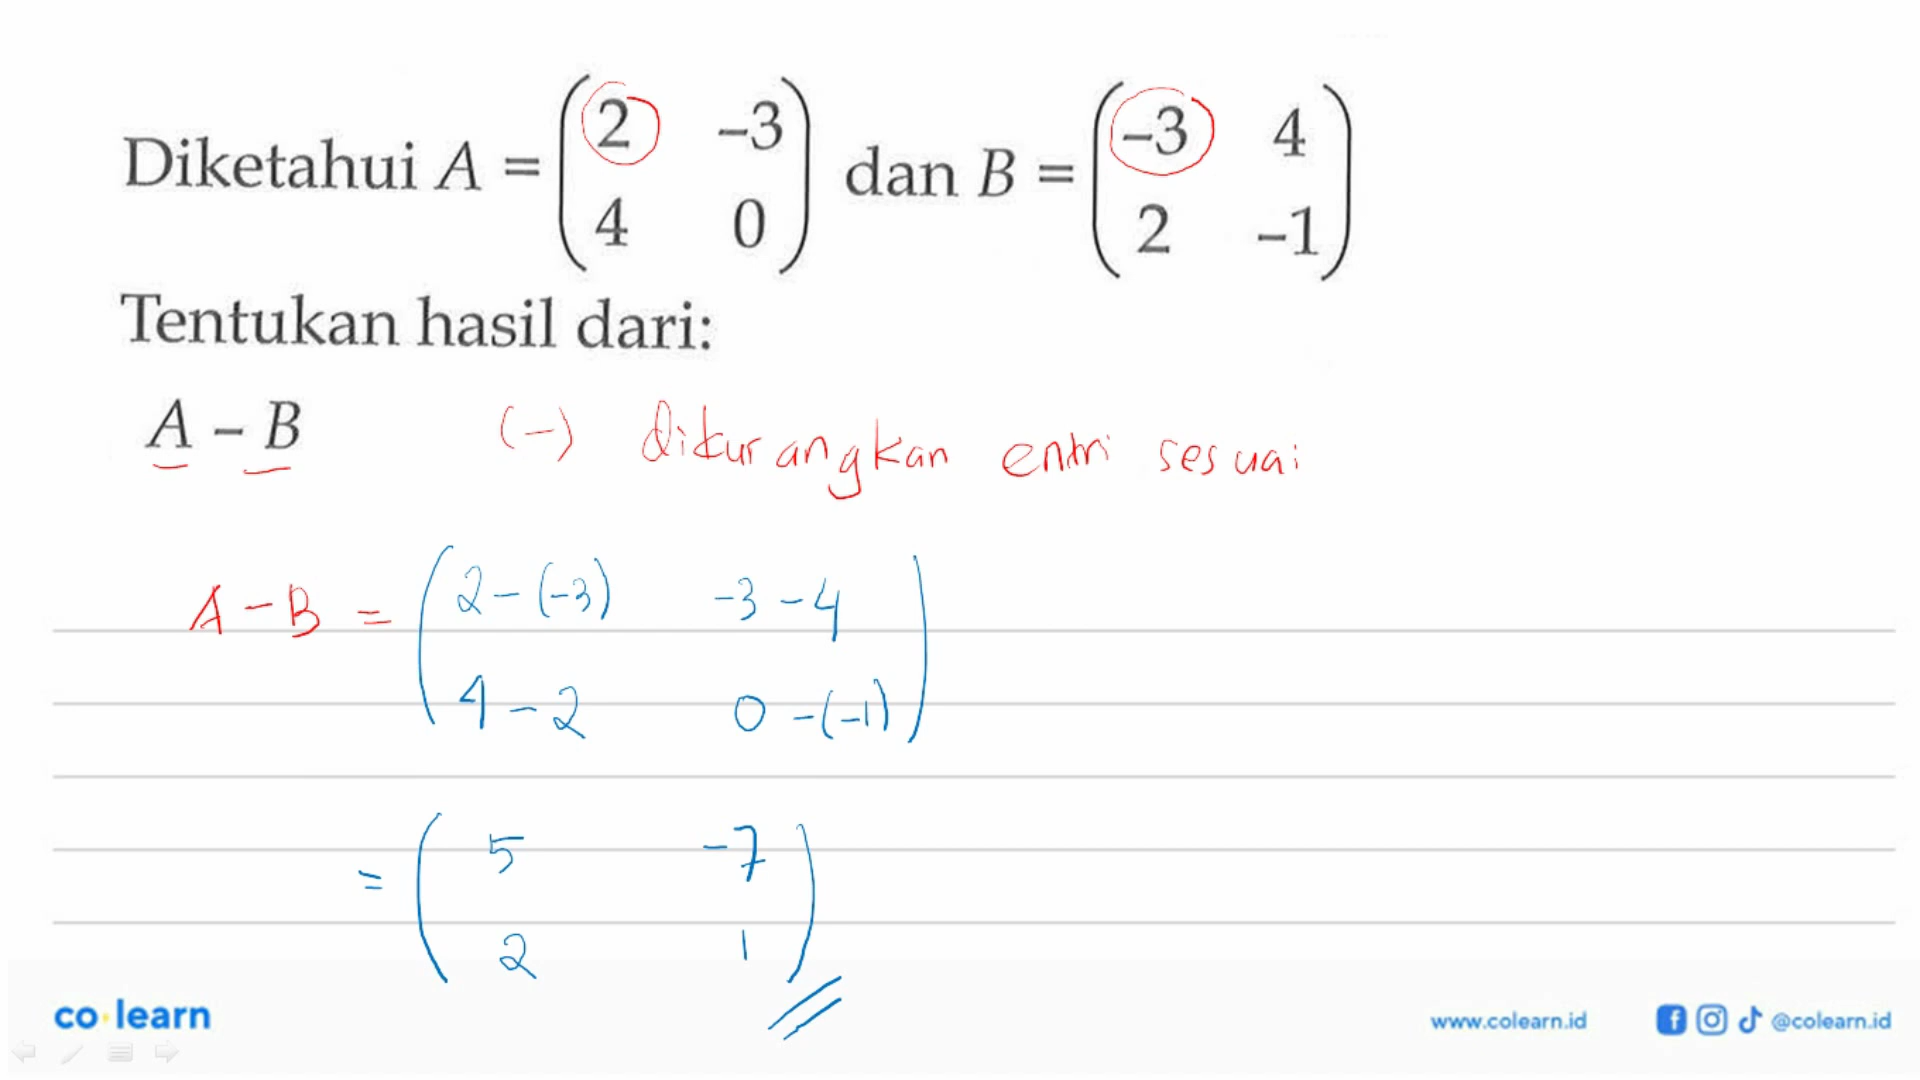 Diketahui A = (2 -3 4 0) dan B = (-3 4 2 -1)
Tentukan hasil dari:
A - B
(-) dikurangkan entri sesuai
A - B = (2 - (-3) -3 - 4
4 - 2 0 - (-1))
= (5 -7
2 1)
co learn
www.colearn.id
@colearn.id